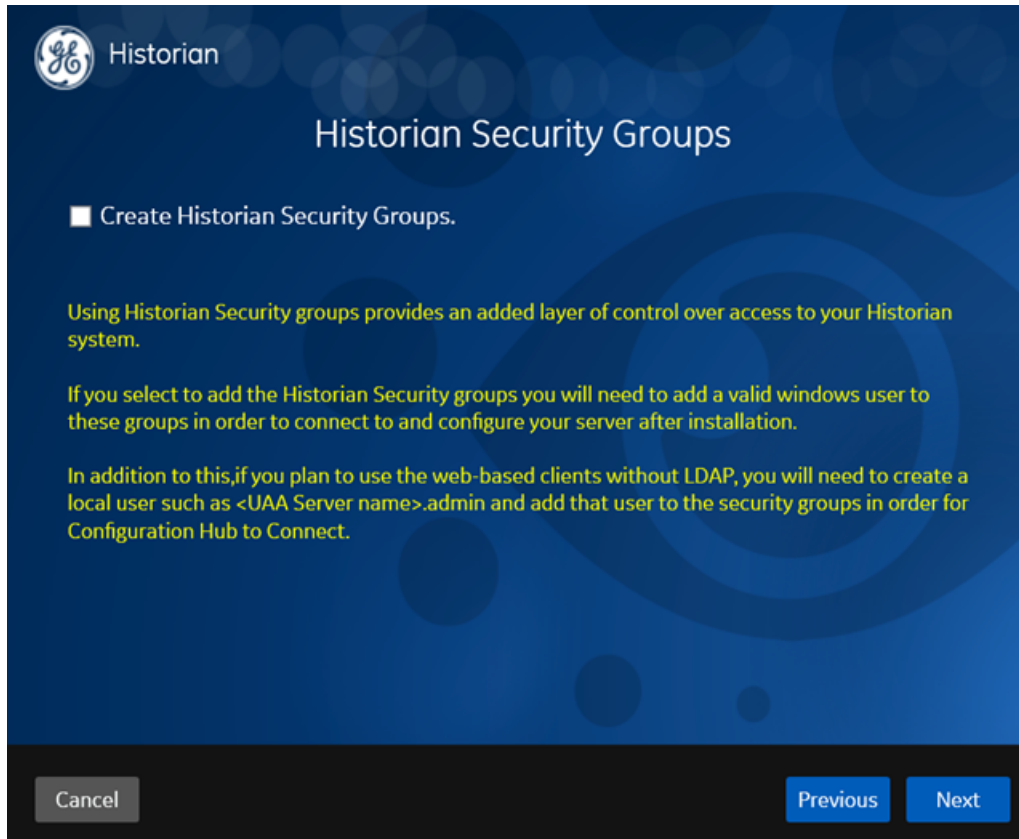 Historian
Historian Security Groups
Create Historian Security Groups.
Using Historian Security groups provides an added layer of control over access to your Historian
system.
If you select to add the Historian Security groups you will need to add a valid windows user to
these groups in order to connect to and configure your server after installation.
In addition to this,if you plan to use the web-based clients without LDAP, you will need to create a
local user such as <UAA Server name>.admin and add that user to the security groups in order for
Configuration Hub to Connect.
Cancel
Previous
Next